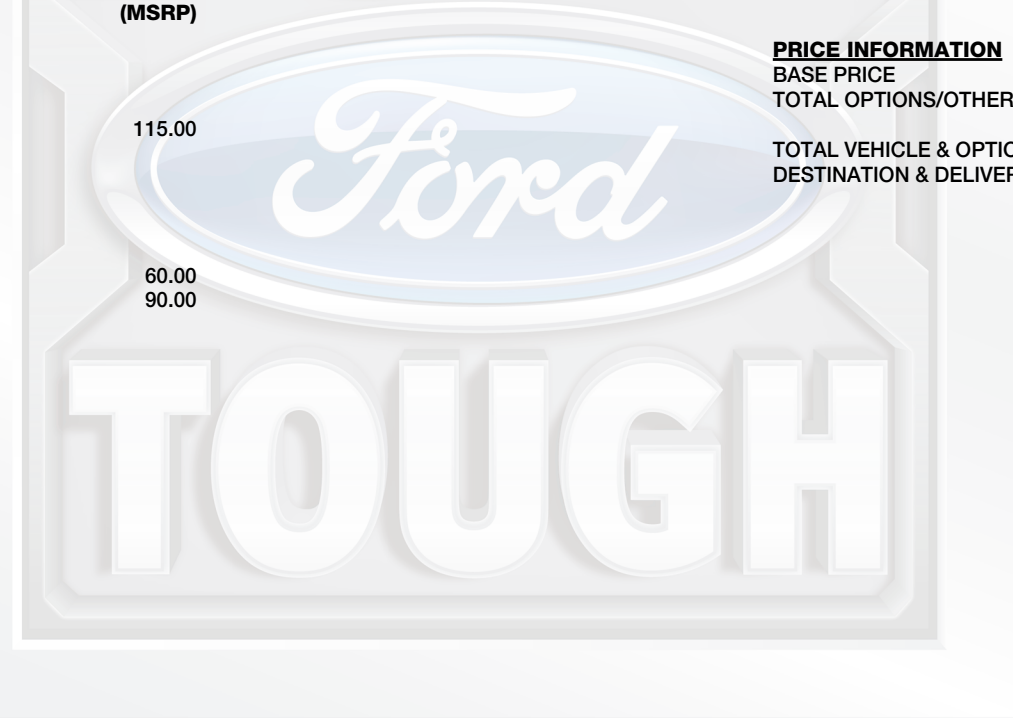 (MSRP)
115.00
60.00
90.00
PRICE INFORMATION
BASE PRICE
TOTAL OPTIONS/OTHER
TOTAL VEHICLE & OPTIO
DESTINATION & DELIVER
Ford
TOUGH